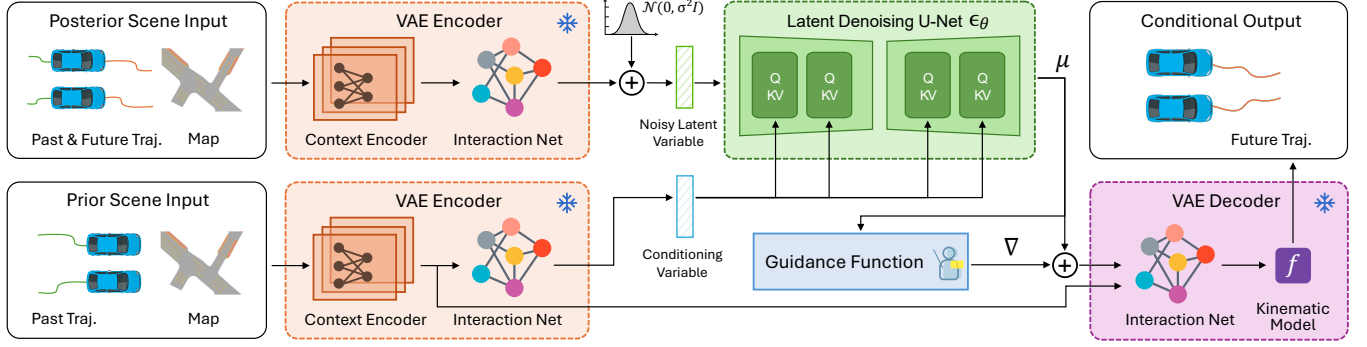 Posterior Scene Input
Past & Future Traj.
Map
VAE Encoder
Context Encoder
Interaction Net
𝒩(0, σ²I)
Noisy Latent
Variable
Latent Denoising U-Net ϵθ
Q
KV
Q
KV
Q
KV
Q
KV
μ
Conditional Output
Future Traj.
Prior Scene Input
Past Traj.
Map
VAE Encoder
Context Encoder
Interaction Net
Conditioning
Variable
Guidance Function
∇
VAE Decoder
Interaction Net
f
Kinematic
Model